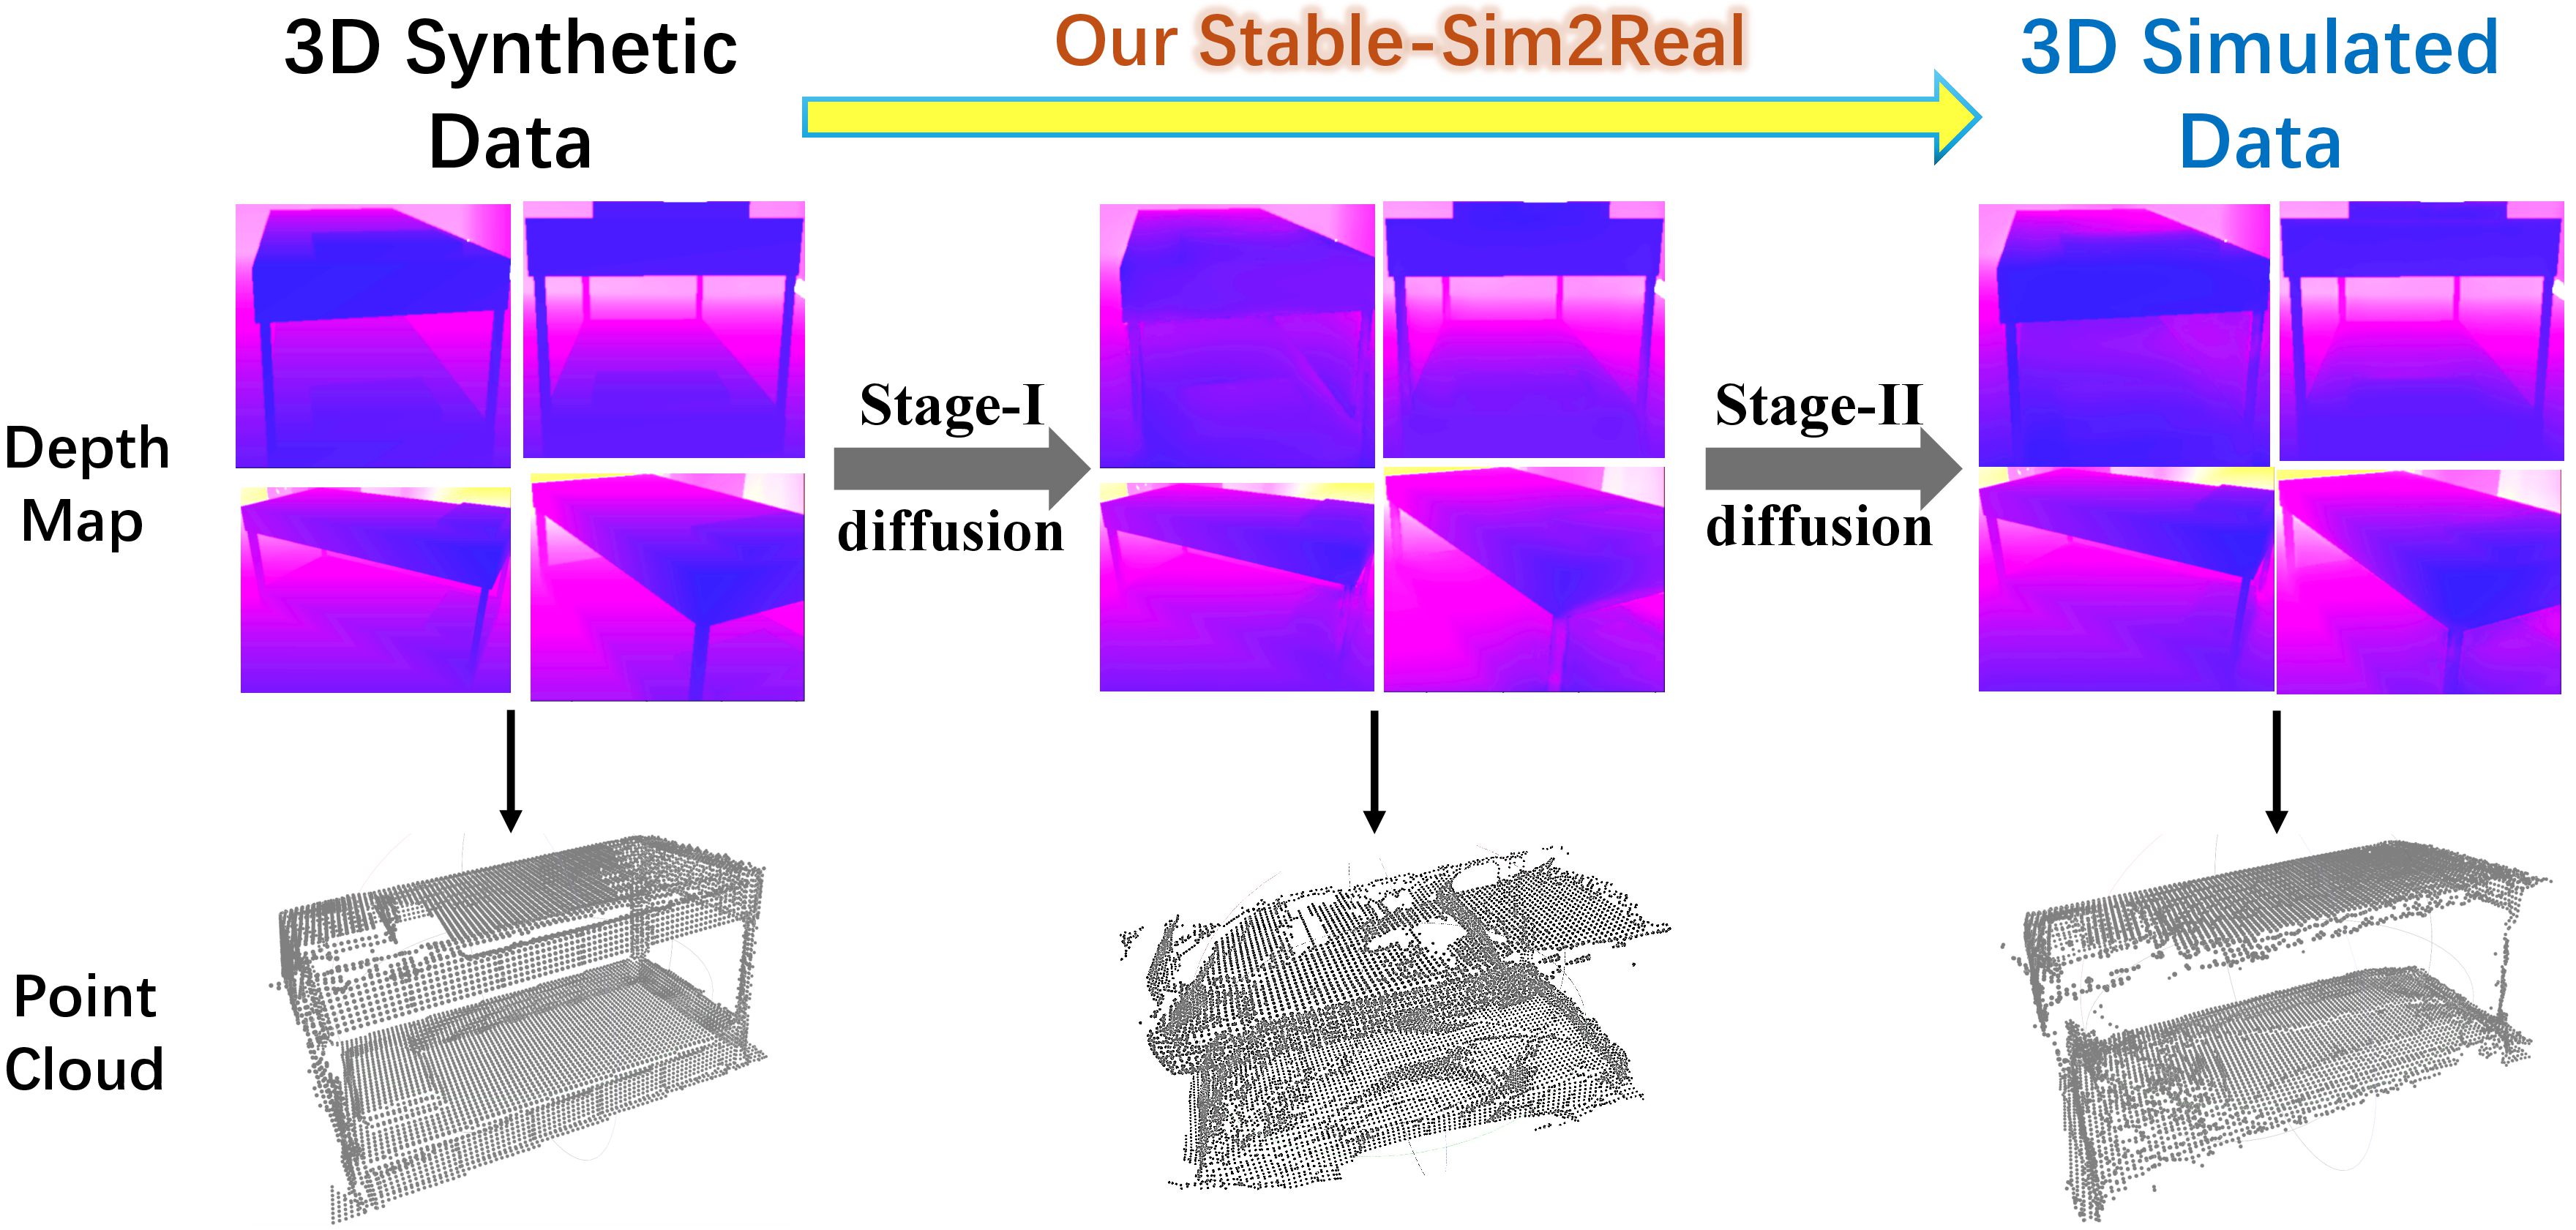 3D Synthetic
Data
Our Stable-Sim2Real
3D Simulated
Data
Depth
Map
Stage-I
diffusion
Stage-II
diffusion
Point
Cloud